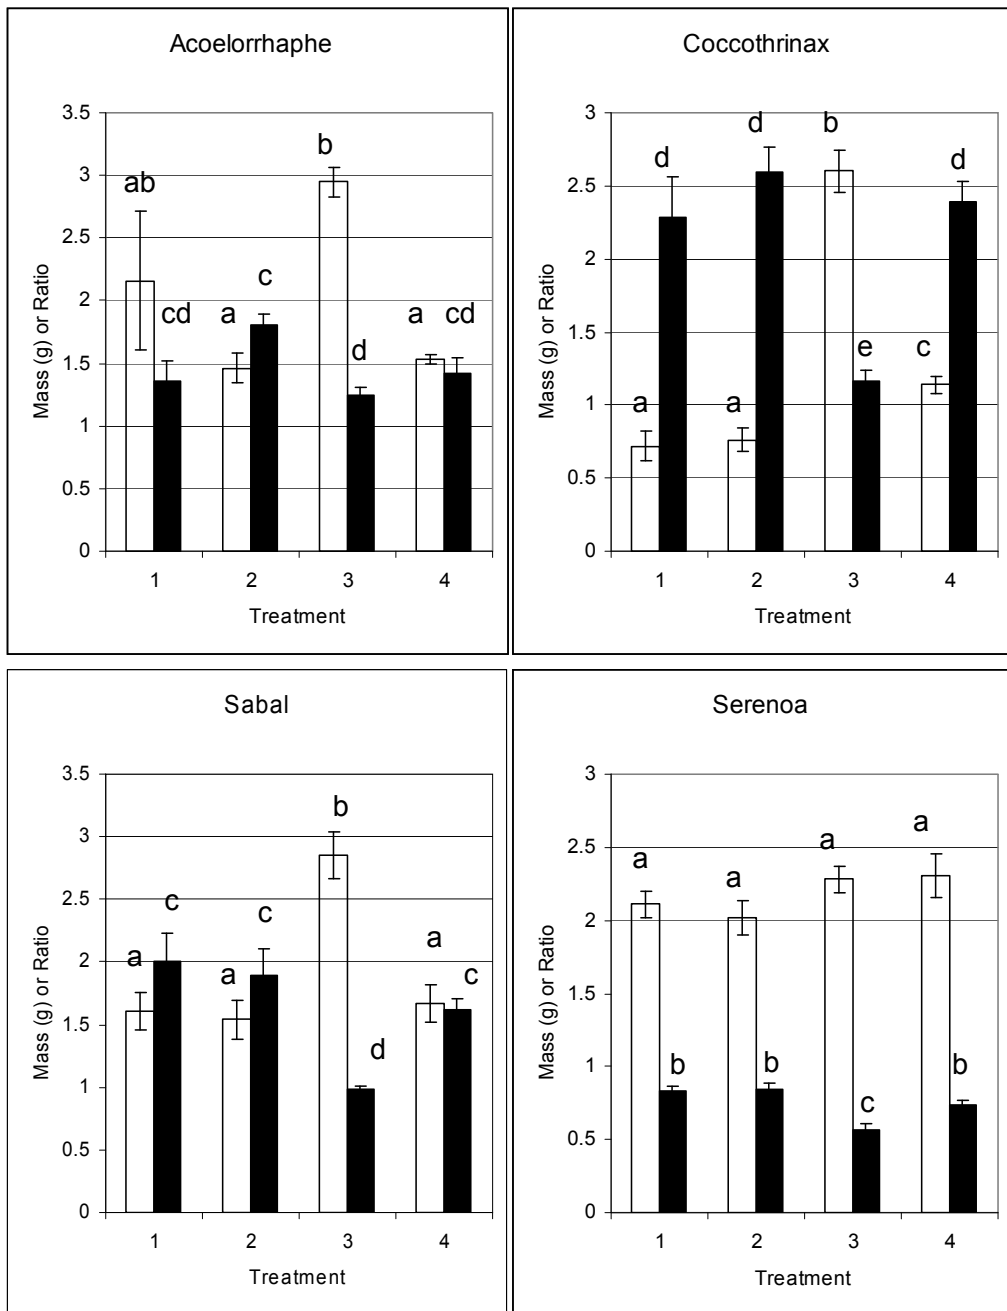 Acoelorrhaphe
3.5
3
2.5
2
1.5
1
0.5
0
Mass (g) or Ratio
ab
cd
a
c
b
d
a
cd
1 2 3 4
Treatment
Coccothrinax
3
2.5
2
1.5
1
0.5
0
Mass (g) or Ratio
a
d
a
d
b
e
c
d
1 2 3 4
Treatment
Sabal
3.5
3
2.5
2
1.5
1
0.5
0
Mass (g) or Ratio
a
c
a
c
b
d
a
c
1 2 3 4
Treatment
Serenoa
3
2.5
2
1.5
1
0.5
0
Mass (g) or Ratio
a
b
a
b
a
c
a
b
1 2 3 4
Treatment